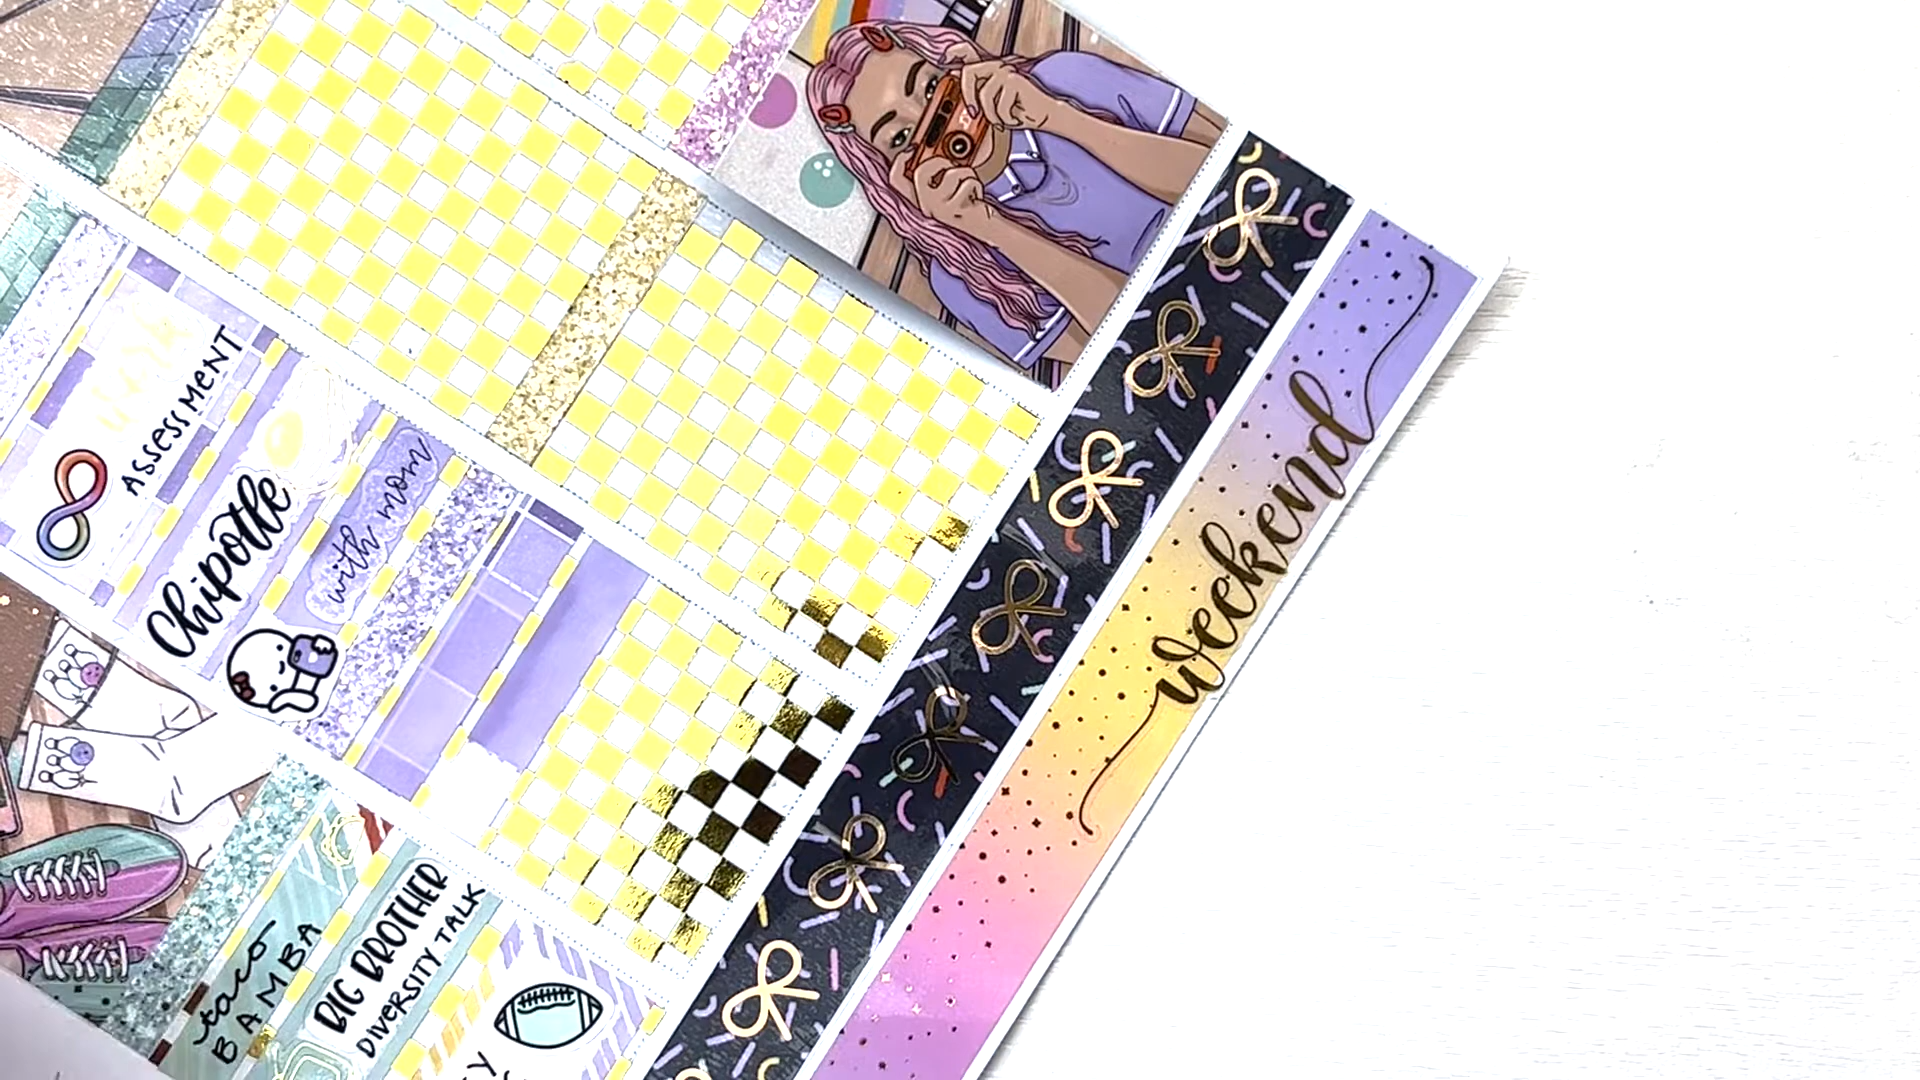 ASSESSMENT
Chipotle
with mom
taco
BAMBA
BIG BROTHER
DIVERSITY TALK
weekend